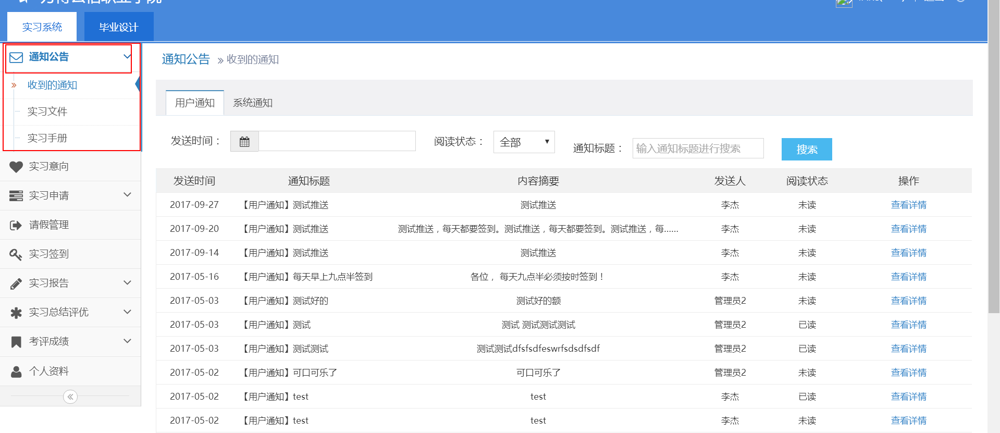 实习系统 毕业设计
通知公告
收到的通知
实习文件
实习手册
实习意向
实习申请
请假管理
实习签到
实习报告
实习总结评优
考评成绩
个人资料
通知公告 » 收到的通知
用户通知 系统通知
发送时间： 阅读状态： 全部 通知标题： 输入通知标题进行搜索 搜索
发送时间 通知标题 内容摘要 发送人 阅读状态 操作
2017-09-27 【用户通知】测试推送 测试推送 李杰 未读 查看详情
2017-09-20 【用户通知】测试推送 测试推送，每天都要签到。测试推送，每天都要签到。测试推送，每...... 李杰 未读 查看详情
2017-09-14 【用户通知】测试推送 测试推送 李杰 未读 查看详情
2017-05-16 【用户通知】每天早上九点半签到 各位， 每天九点半必须按时签到！ 李杰 未读 查看详情
2017-05-03 【用户通知】测试好的 测试好的额 管理员2 未读 查看详情
2017-05-03 【用户通知】测试 测试 测试测试测试 管理员2 已读 查看详情
2017-05-03 【用户通知】测试测试 测试测试dfsfsdfeswrfsdsdfsdf 管理员2 已读 查看详情
2017-05-02 【用户通知】可口可乐了 可口可乐了 管理员2 未读 查看详情
2017-05-02 【用户通知】test test 李杰 已读 查看详情
2017-05-02 【用户通知】test test 李杰 未读 查看详情